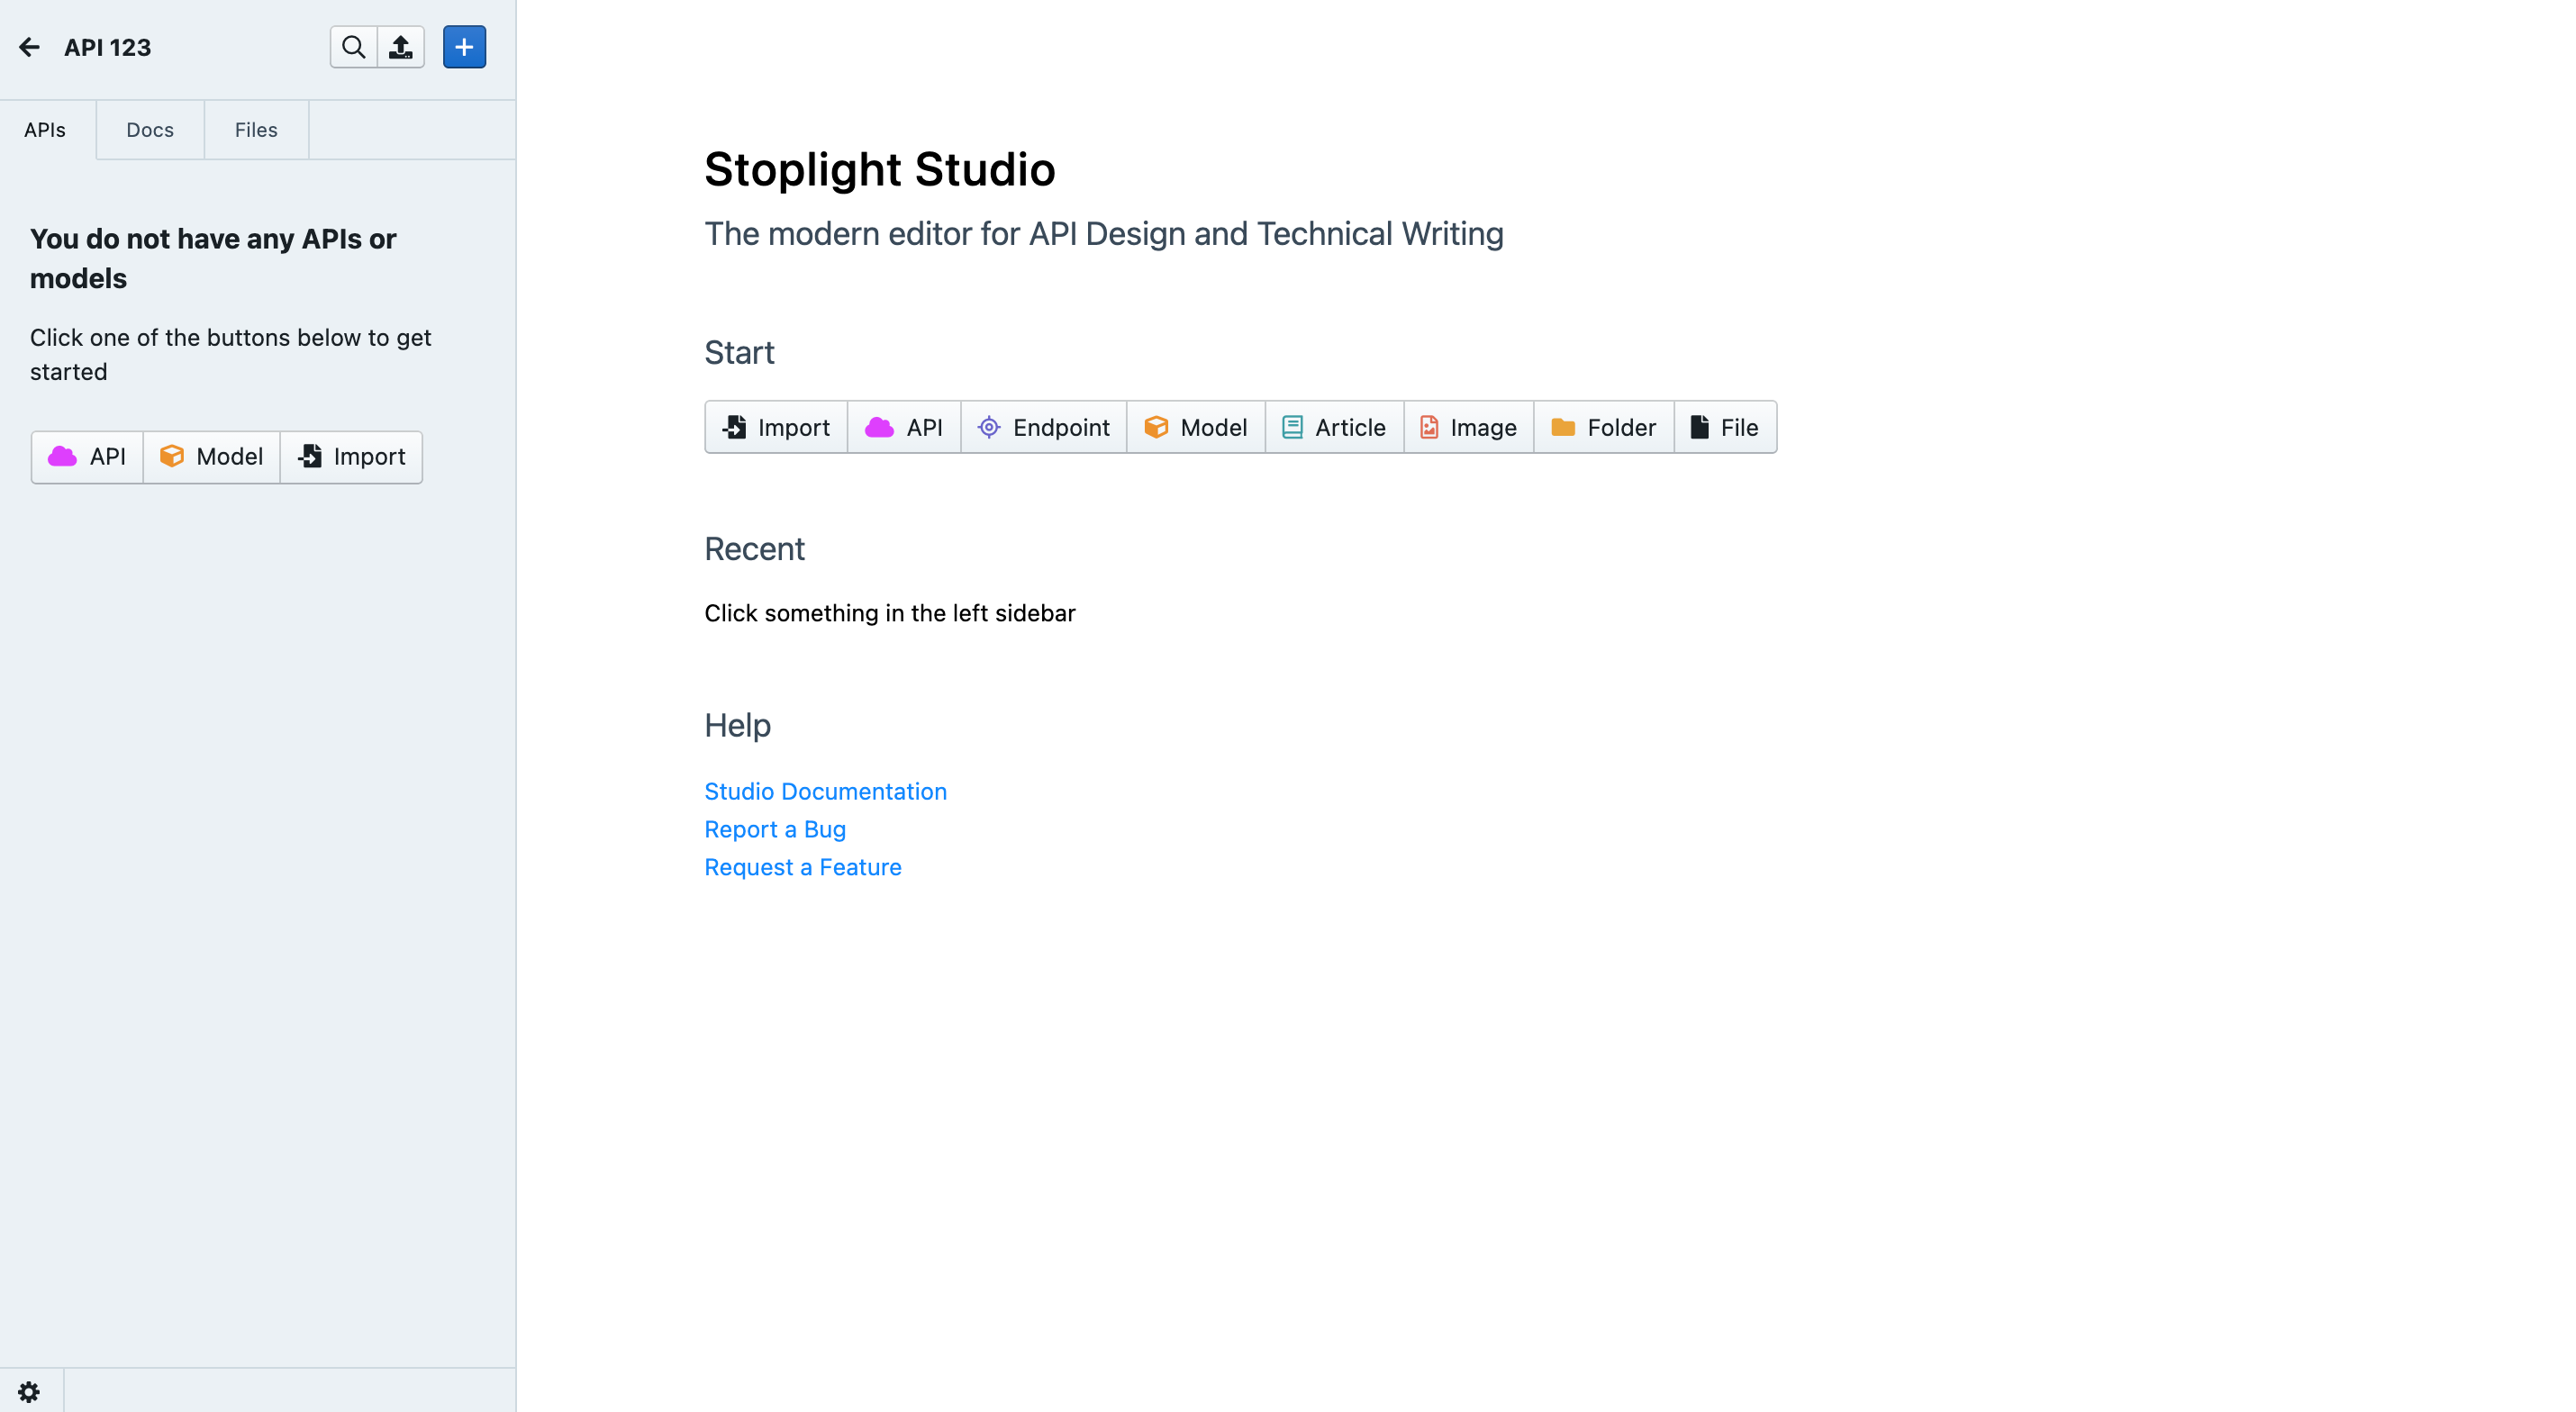 API 123
APIs
Docs
Files
You do not have any APIs or
models
Click one of the buttons below to get
started
API
Model
Import
Stoplight Studio
The modern editor for API Design and Technical Writing
Start
Import
API
Endpoint
Model
Article
Image
Folder
File
Recent
Click something in the left sidebar
Help
Studio Documentation
Report a Bug
Request a Feature